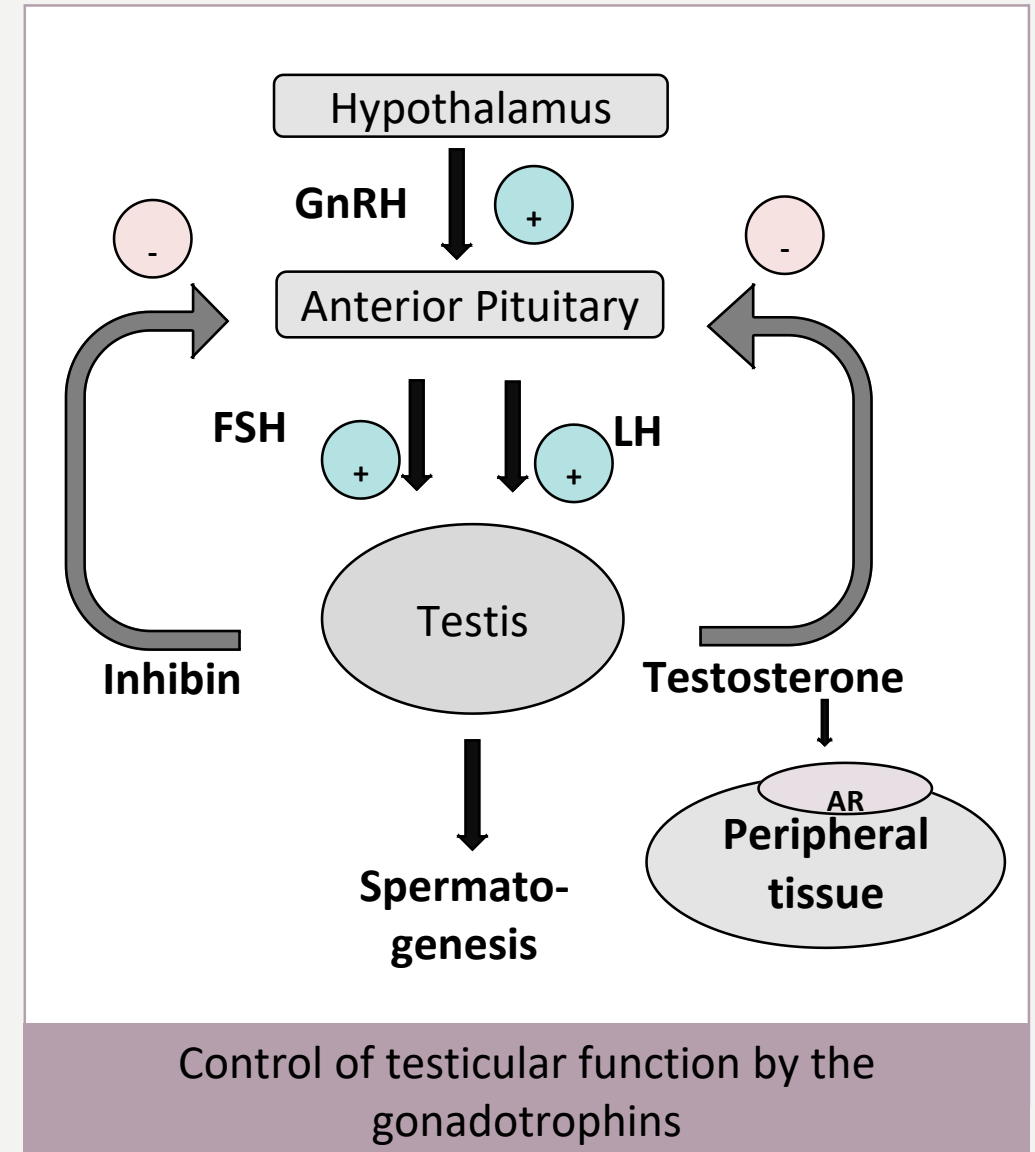 Hypothalamus
GnRH
+
-
-
Anterior Pituitary
FSH
+
LH
+
Testis
Inhibin
Testosterone
AR
Peripheral
tissue
Spermato-
genesis
Control of testicular function by the
gonadotrophins